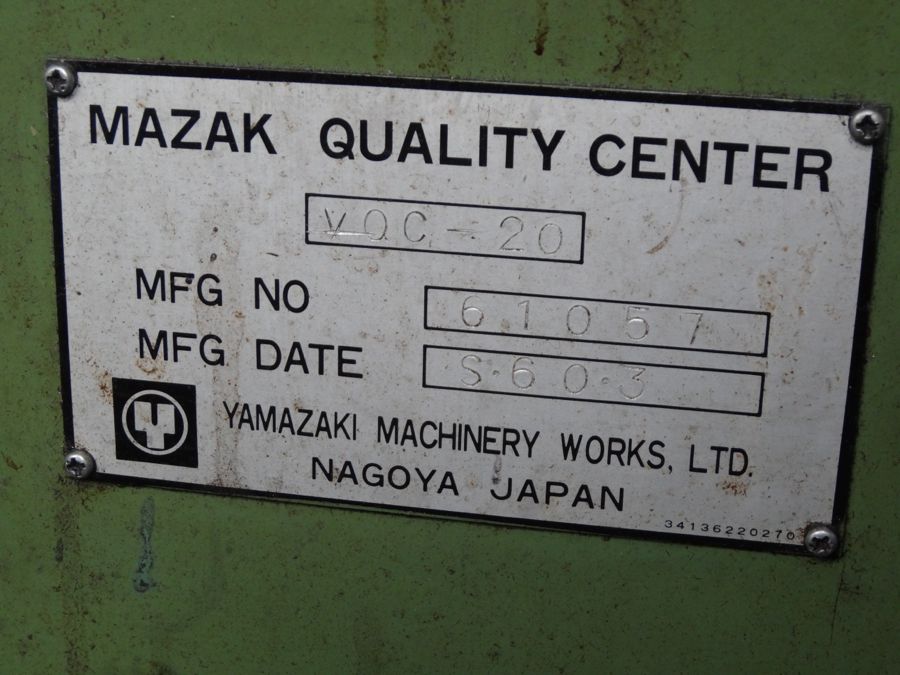 MAZAK QUALITY CENTER
VQC-20
MFG NO 61057
MFG DATE S.60.3
YAMAZAKI MACHINERY WORKS, LTD.
NAGOYA JAPAN
34136220270